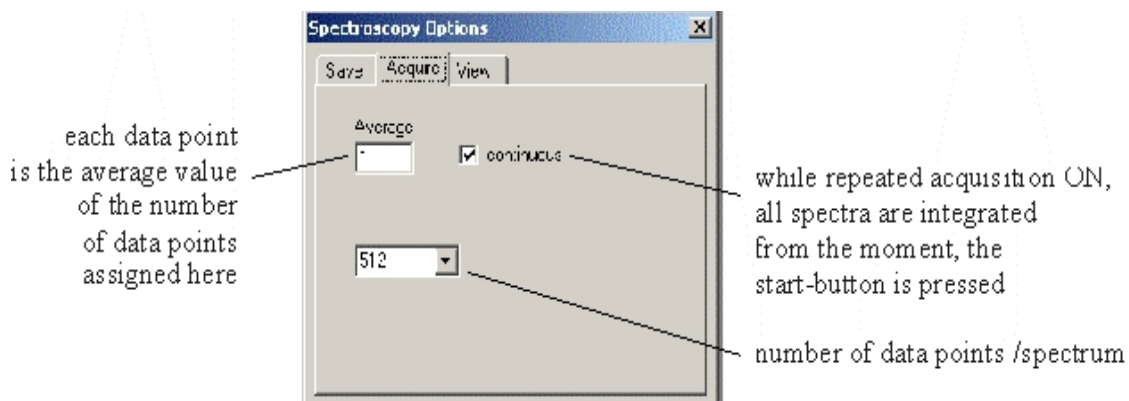 Spectroscopy Options
Save Acquire View
Average
continuous
512
each data point
is the average value
of the number
of data points
assigned here
while repeated acquisition ON,
all spectra are integrated
from the moment, the
start-button is pressed
number of data points /spectrum